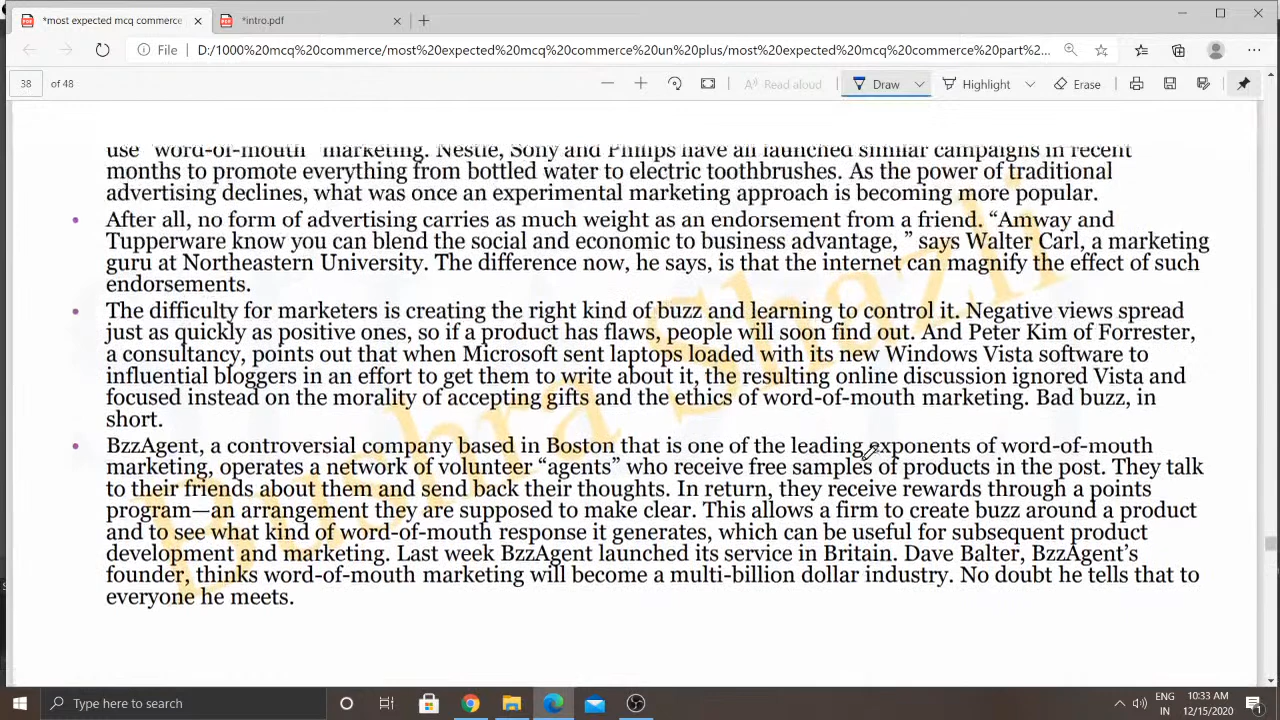 *most expected mcq commerce
*intro.pdf
File
D:/1000%20mcq%20commerce/most%20expected%20mcq%20commerce%20un%20plus/most%20expected%20mcq%20commerce%20part%2...
38 of 48
Read aloud
Draw
Highlight
Erase
use "word-of-mouth" marketing. Nestlé, Sony and Philips have all launched similar campaigns in recent
months to promote everything from bottled water to electric toothbrushes. As the power of traditional
advertising declines, what was once an experimental marketing approach is becoming more popular.
• After all, no form of advertising carries as much weight as an endorsement from a friend. “Amway and
Tupperware know you can blend the social and economic to business advantage, ” says Walter Carl, a marketing
guru at Northeastern University. The difference now, he says, is that the internet can magnify the effect of such
endorsements.
• The difficulty for marketers is creating the right kind of buzz and learning to control it. Negative views spread
just as quickly as positive ones, so if a product has flaws, people will soon find out. And Peter Kim of Forrester,
a consultancy, points out that when Microsoft sent laptops loaded with its new Windows Vista software to
influential bloggers in an effort to get them to write about it, the resulting online discussion ignored Vista and
focused instead on the morality of accepting gifts and the ethics of word-of-mouth marketing. Bad buzz, in
short.
• BzzAgent, a controversial company based in Boston that is one of the leading exponents of word-of-mouth
marketing, operates a network of volunteer “agents” who receive free samples of products in the post. They talk
to their friends about them and send back their thoughts. In return, they receive rewards through a points
program—an arrangement they are supposed to make clear. This allows a firm to create buzz around a product
and to see what kind of word-of-mouth response it generates, which can be useful for subsequent product
development and marketing. Last week BzzAgent launched its service in Britain. Dave Balter, BzzAgent’s
founder, thinks word-of-mouth marketing will become a multi-billion dollar industry. No doubt he tells that to
everyone he meets.
Bushra Shazli
Type here to search
ENG
IN
10:33 AM
12/15/2020
1